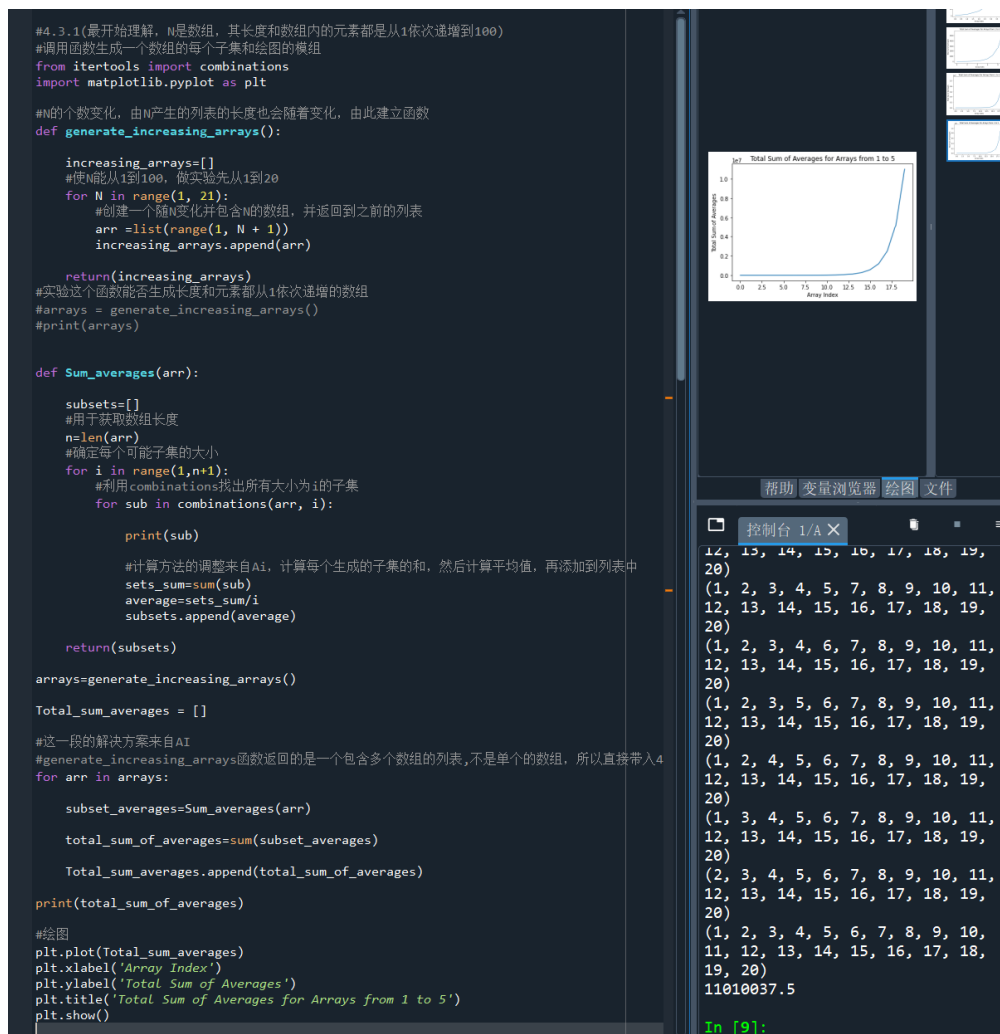 #4.3.1(最开始理解，N是数组，其长度和数组内的元素都是从1依次递增到100)
#调用函数生成一个数组的每个子集和绘图的模组
from itertools import combinations
import matplotlib.pyplot as plt
#N的个数变化，由N产生的列表的长度也会随着变化，由此建立函数
def generate_increasing_arrays():
increasing_arrays=[]
#使N能从1到100，做实验先从1到20
for N in range(1, 21):
#创建一个随N变化并包含N的数组，并返回到之前的列表
arr =list(range(1, N + 1))
increasing_arrays.append(arr)
return(increasing_arrays)
#实验这个函数能否生成长度和元素都从1依次递增的数组
#arrays = generate_increasing_arrays()
#print(arrays)
def Sum_averages(arr):
subsets=[]
#用于获取数组长度
n=len(arr)
#确定每个可能子集的大小
for i in range(1,n+1):
#利用combinations找出所有大小为i的子集
for sub in combinations(arr, i):
print(sub)
#计算方法的调整来自Ai，计算每个生成的子集的和，然后计算平均值，再添加到列表中
sets_sum=sum(sub)
average=sets_sum/i
subsets.append(average)
return(subsets)
arrays=generate_increasing_arrays()
Total_sum_averages = []
#这一段的解决方案来自AI
#generate_increasing_arrays函数返回的是一个包含多个数组的列表,不是单个的数组，所以直接带入4
for arr in arrays:
subset_averages=Sum_averages(arr)
total_sum_of_averages=sum(subset_averages)
Total_sum_averages.append(total_sum_of_averages)
print(total_sum_of_averages)
#绘图
plt.plot(Total_sum_averages)
plt.xlabel('Array Index')
plt.ylabel('Total Sum of Averages')
plt.title('Total Sum of Averages for Arrays from 1 to 5')
plt.show()
1e7 Total Sum of Averages for Arrays from 1 to 5
Total Sum of Averages
1.0
0.8
0.6
0.4
0.2
0.0
0.0 2.5 5.0 7.5 10.0 12.5 15.0 17.5
Array Index
帮助 变量浏览器 绘图 文件
控制台 1/A X
12, 13, 14, 15, 16, 17, 18, 19,
20)
(1, 2, 3, 4, 5, 7, 8, 9, 10, 11,
12, 13, 14, 15, 16, 17, 18, 19,
20)
(1, 2, 3, 4, 6, 7, 8, 9, 10, 11,
12, 13, 14, 15, 16, 17, 18, 19,
20)
(1, 2, 3, 5, 6, 7, 8, 9, 10, 11,
12, 13, 14, 15, 16, 17, 18, 19,
20)
(1, 2, 4, 5, 6, 7, 8, 9, 10, 11,
12, 13, 14, 15, 16, 17, 18, 19,
20)
(1, 3, 4, 5, 6, 7, 8, 9, 10, 11,
12, 13, 14, 15, 16, 17, 18, 19,
20)
(2, 3, 4, 5, 6, 7, 8, 9, 10, 11,
12, 13, 14, 15, 16, 17, 18, 19,
20)
(1, 2, 3, 4, 5, 6, 7, 8, 9, 10,
11, 12, 13, 14, 15, 16, 17, 18,
19, 20)
11010037.5
In [9]: